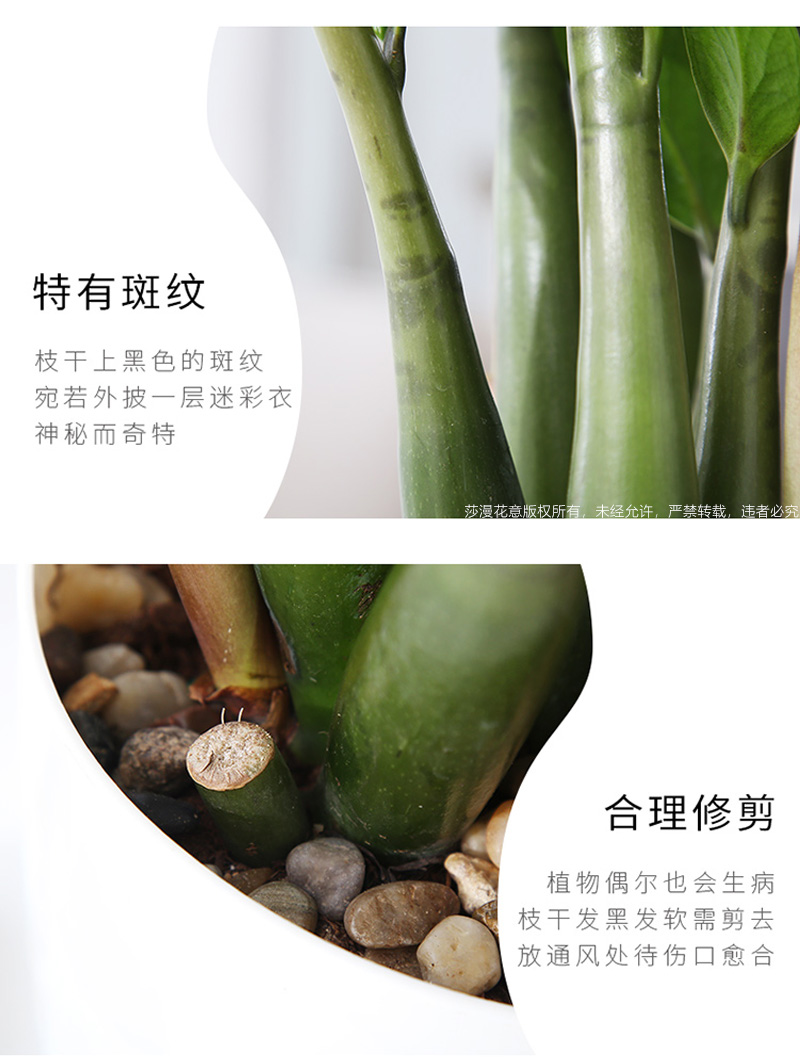 特有斑纹
枝干上黑色的斑纹
宛若外披一层迷彩衣
神秘而奇特
莎漫花意版权所有，未经允许，严禁转载，违者必究
合理修剪
植物偶尔也会生病
枝干发黑发软需剪去
放通风处待伤口愈合